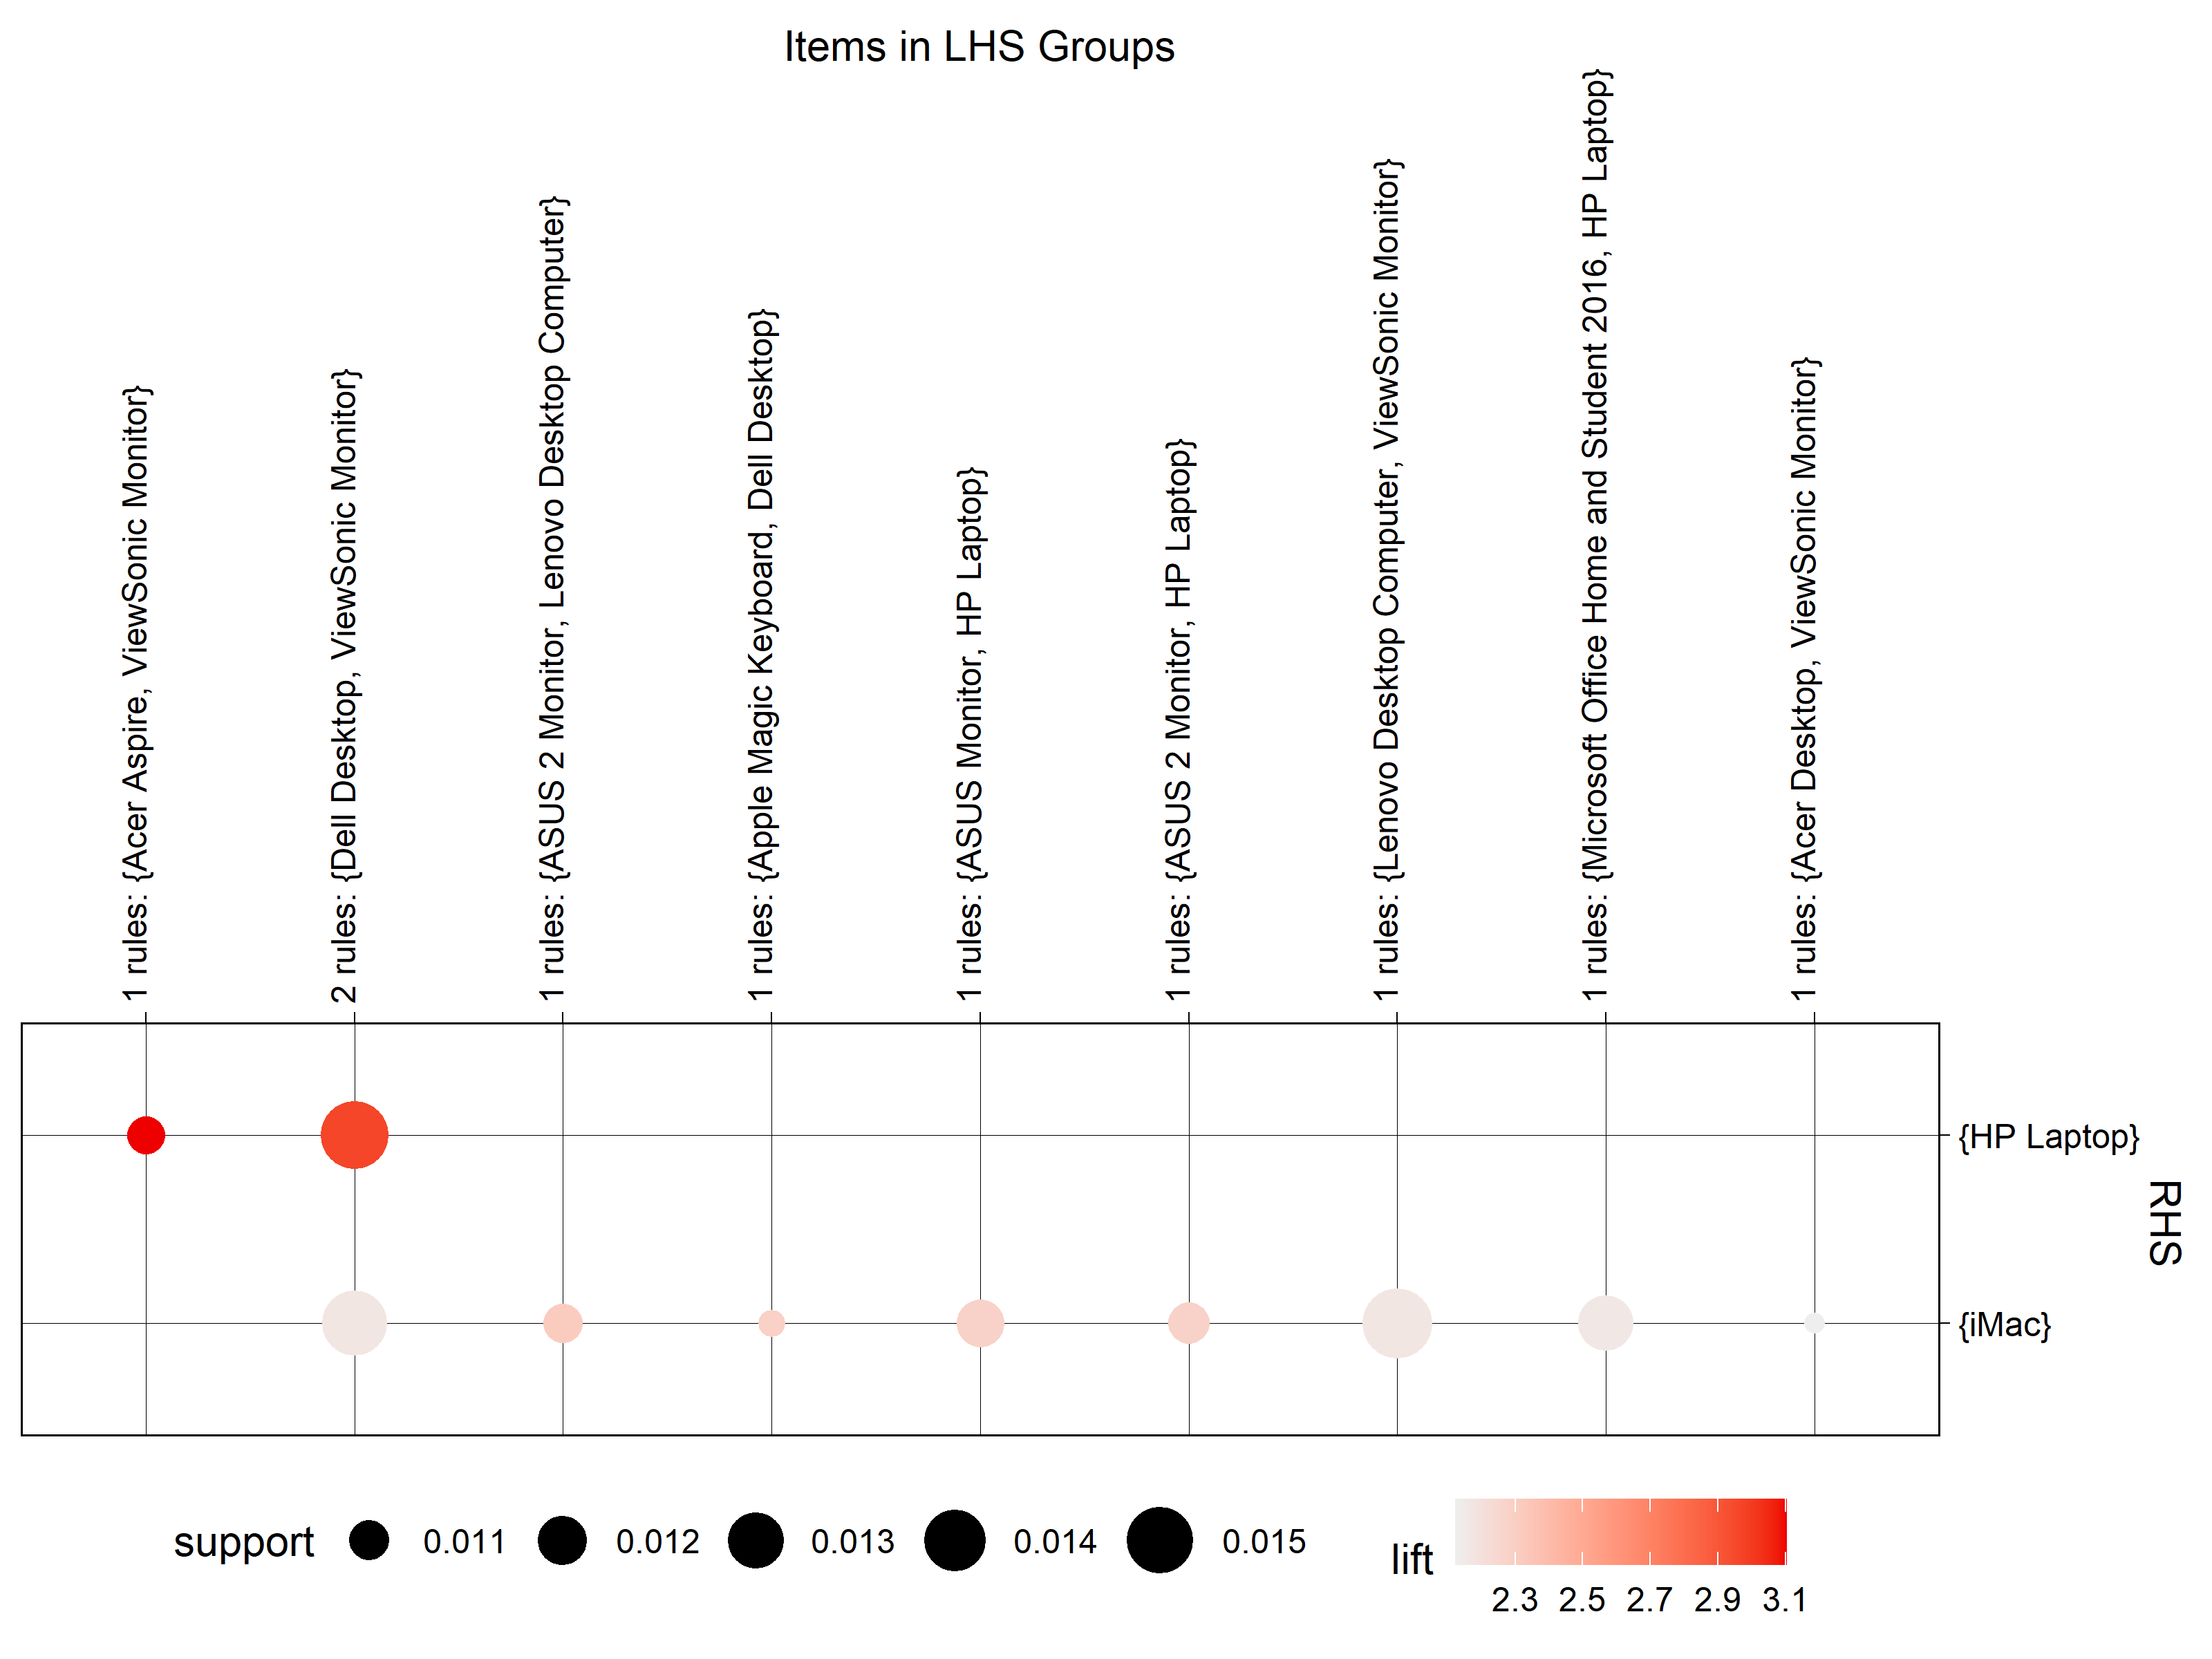 Items in LHS Groups
1 rules: {Acer Aspire, ViewSonic Monitor}
2 rules: {Dell Desktop, ViewSonic Monitor}
1 rules: {ASUS 2 Monitor, Lenovo Desktop Computer}
1 rules: {Apple Magic Keyboard, Dell Desktop}
1 rules: {ASUS Monitor, HP Laptop}
1 rules: {ASUS 2 Monitor, HP Laptop}
1 rules: {Lenovo Desktop Computer, ViewSonic Monitor}
1 rules: {Microsoft Office Home and Student 2016, HP Laptop}
1 rules: {Acer Desktop, ViewSonic Monitor}
{HP Laptop}
{iMac}
RHS
support 0.011 0.012 0.013 0.014 0.015
lift
2.3 2.5 2.7 2.9 3.1